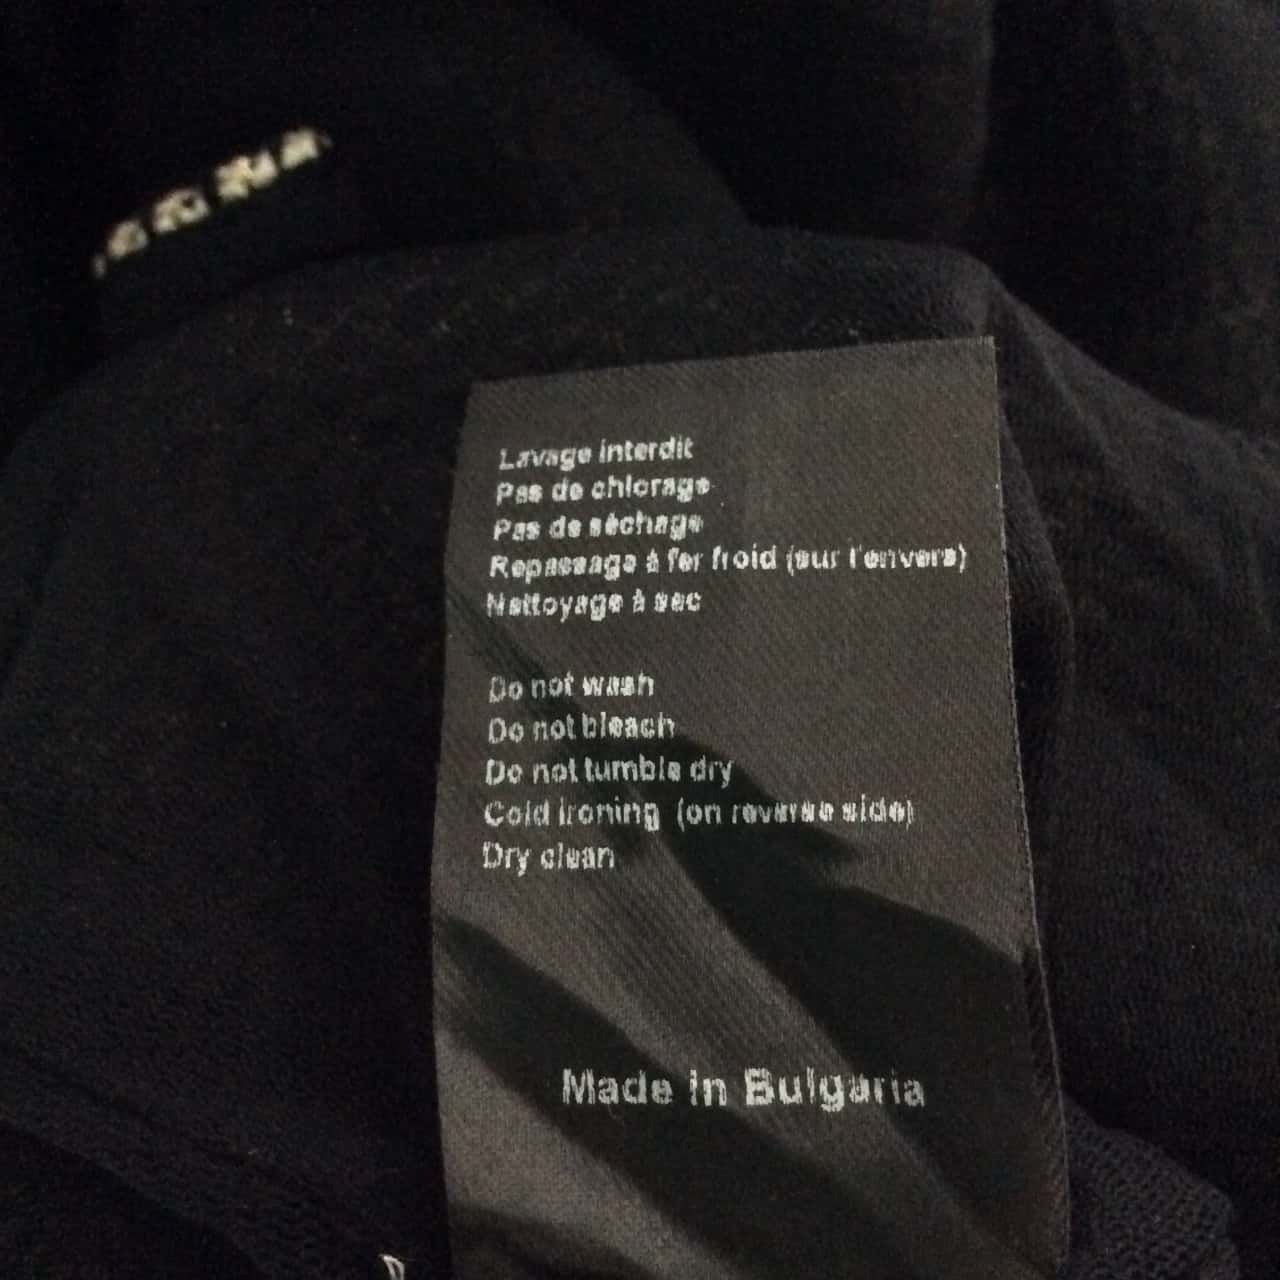 Lavage interdit
Pas de chlorage
Pas de séchage
Repassage à fer froid (sur l'envers)
Nettoyage à sec
Do not wash
Do not bleach
Do not tumble dry
Cold ironing (on reverse side)
Dry clean
Made in Bulgaria